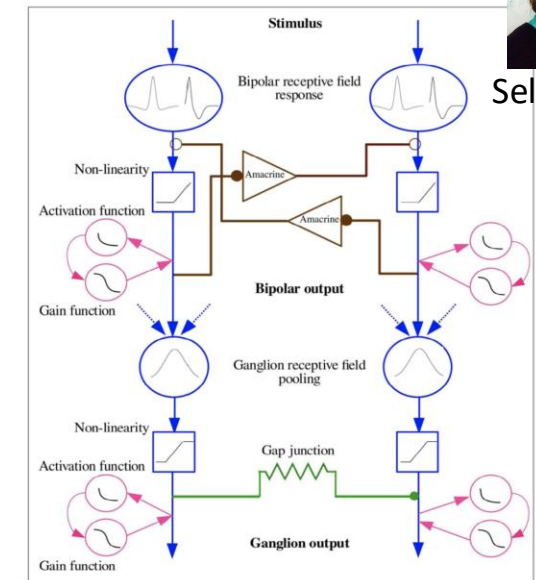 Stimulus
Bipolar receptive field
response
Sel
Non-linearity
Amacrine
Amacrine
Activation function
Gain function
Bipolar output
Ganglion receptive field
pooling
Non-linearity
Gap junction
Activation function
Ganglion output
Gain function